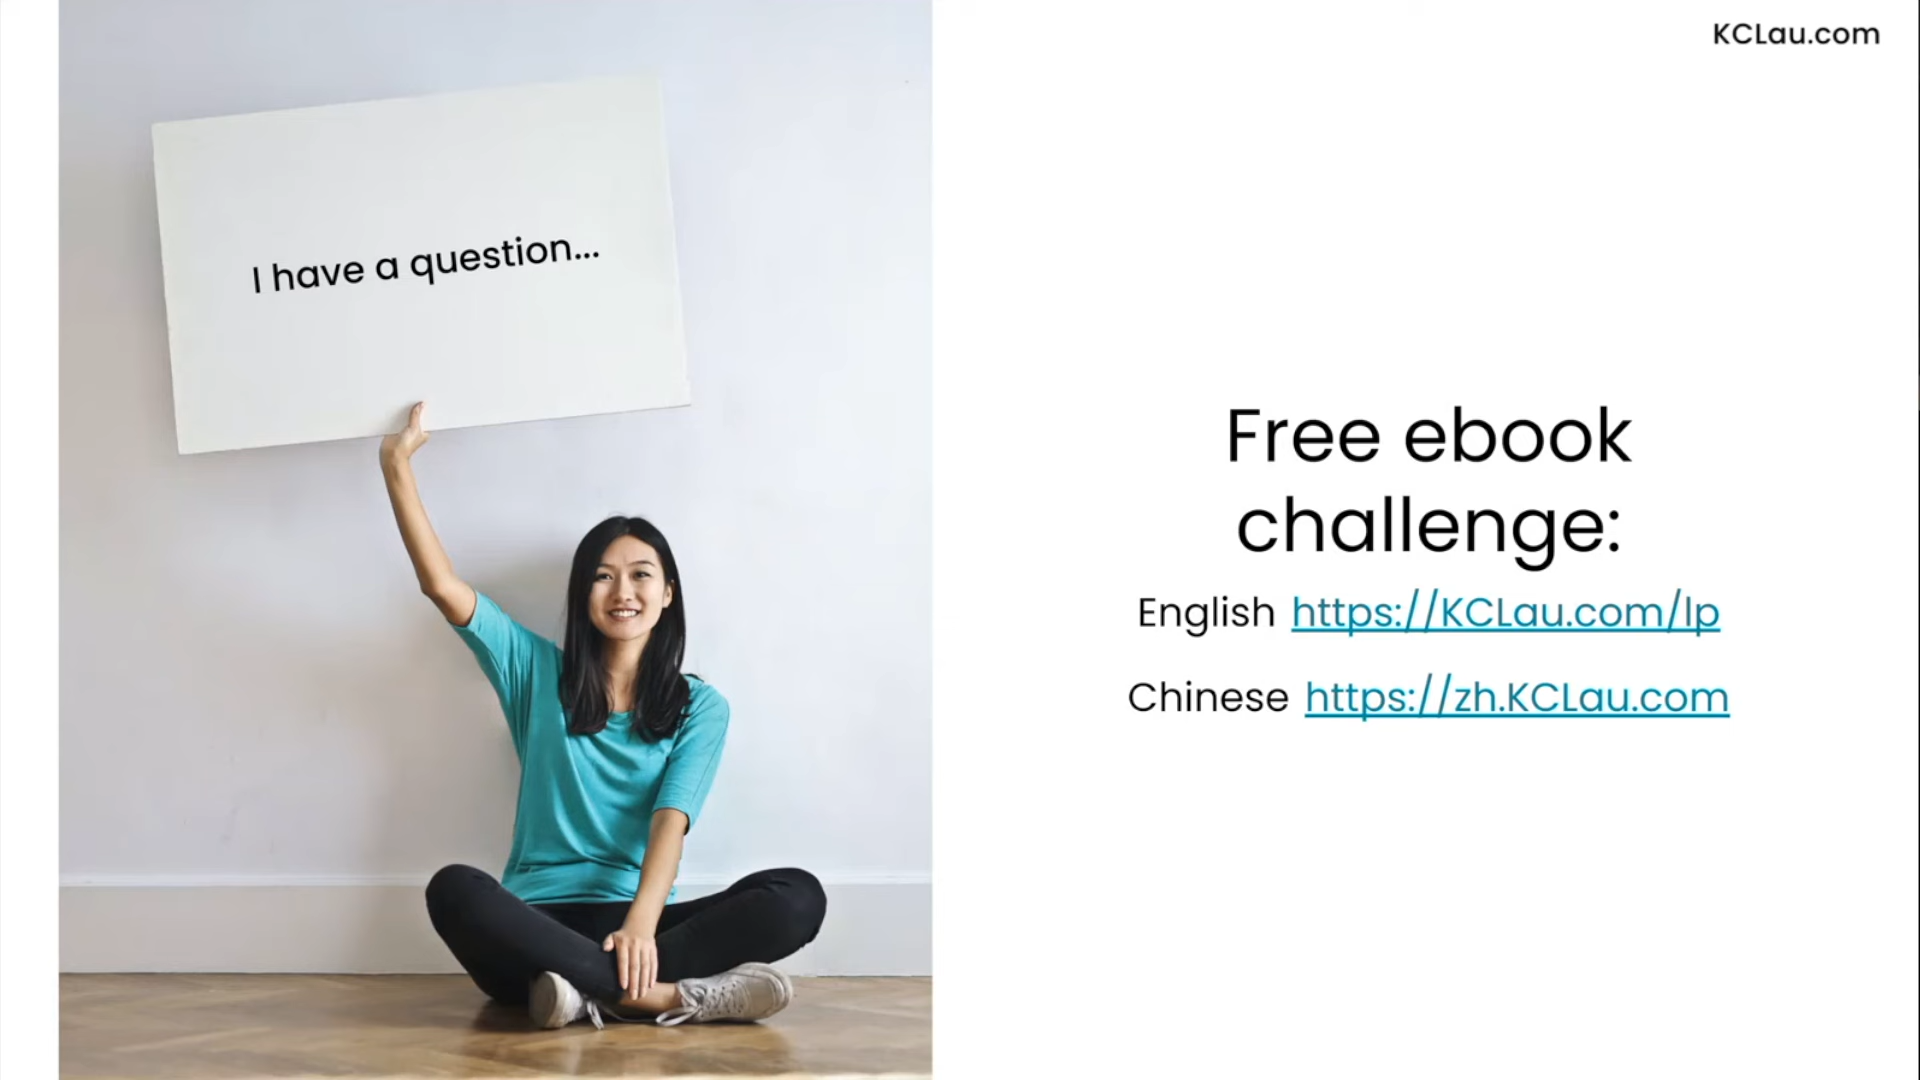 KCLau.com
I have a question...
Free ebook
challenge:
English https://KCLau.com/lp
Chinese https://zh.KCLau.com